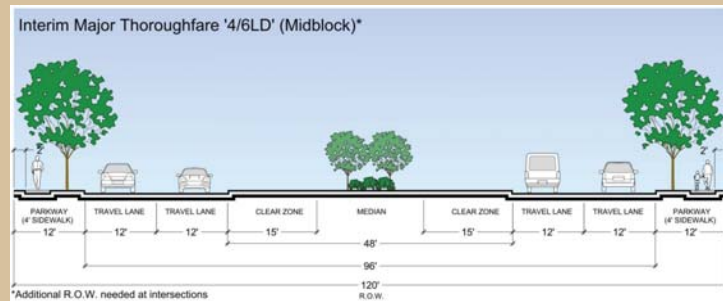 Interim Major Thoroughfare '4/6LD' (Midblock)*
2' 2'
PARKWAY (4' SIDEWALK) TRAVEL LANE TRAVEL LANE CLEAR ZONE MEDIAN CLEAR ZONE TRAVEL LANE TRAVEL LANE PARKWAY (4' SIDEWALK)
12' 12' 12' 15' 15' 12' 12' 12'
48'
96'
120'
*Additional R.O.W. needed at intersections R.O.W.